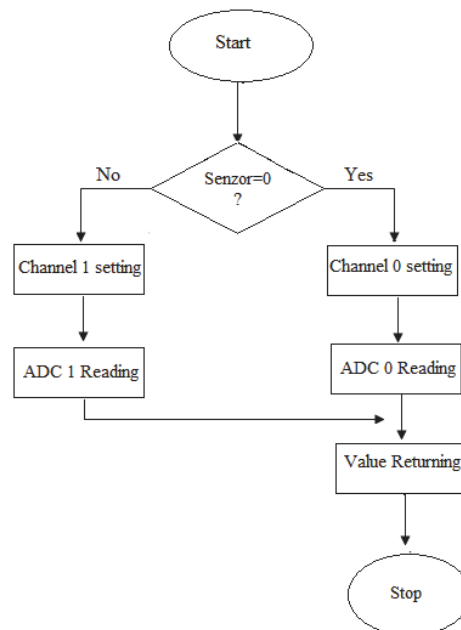 Start
Senzor=0
?
No
Yes
Channel 1 setting
Channel 0 setting
ADC 1 Reading
ADC 0 Reading
Value Returning
Stop